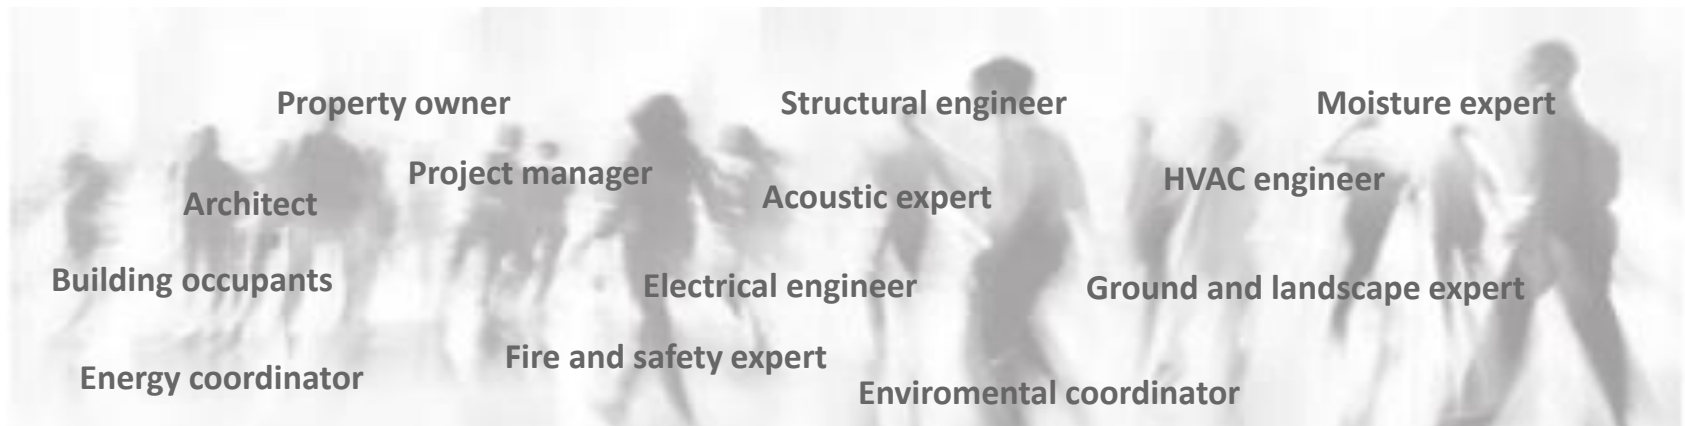 Property owner
Structural engineer
Moisture expert
Project manager
HVAC engineer
Architect
Acoustic expert
Building occupants
Electrical engineer
Ground and landscape expert
Fire and safety expert
Energy coordinator
Enviromental coordinator